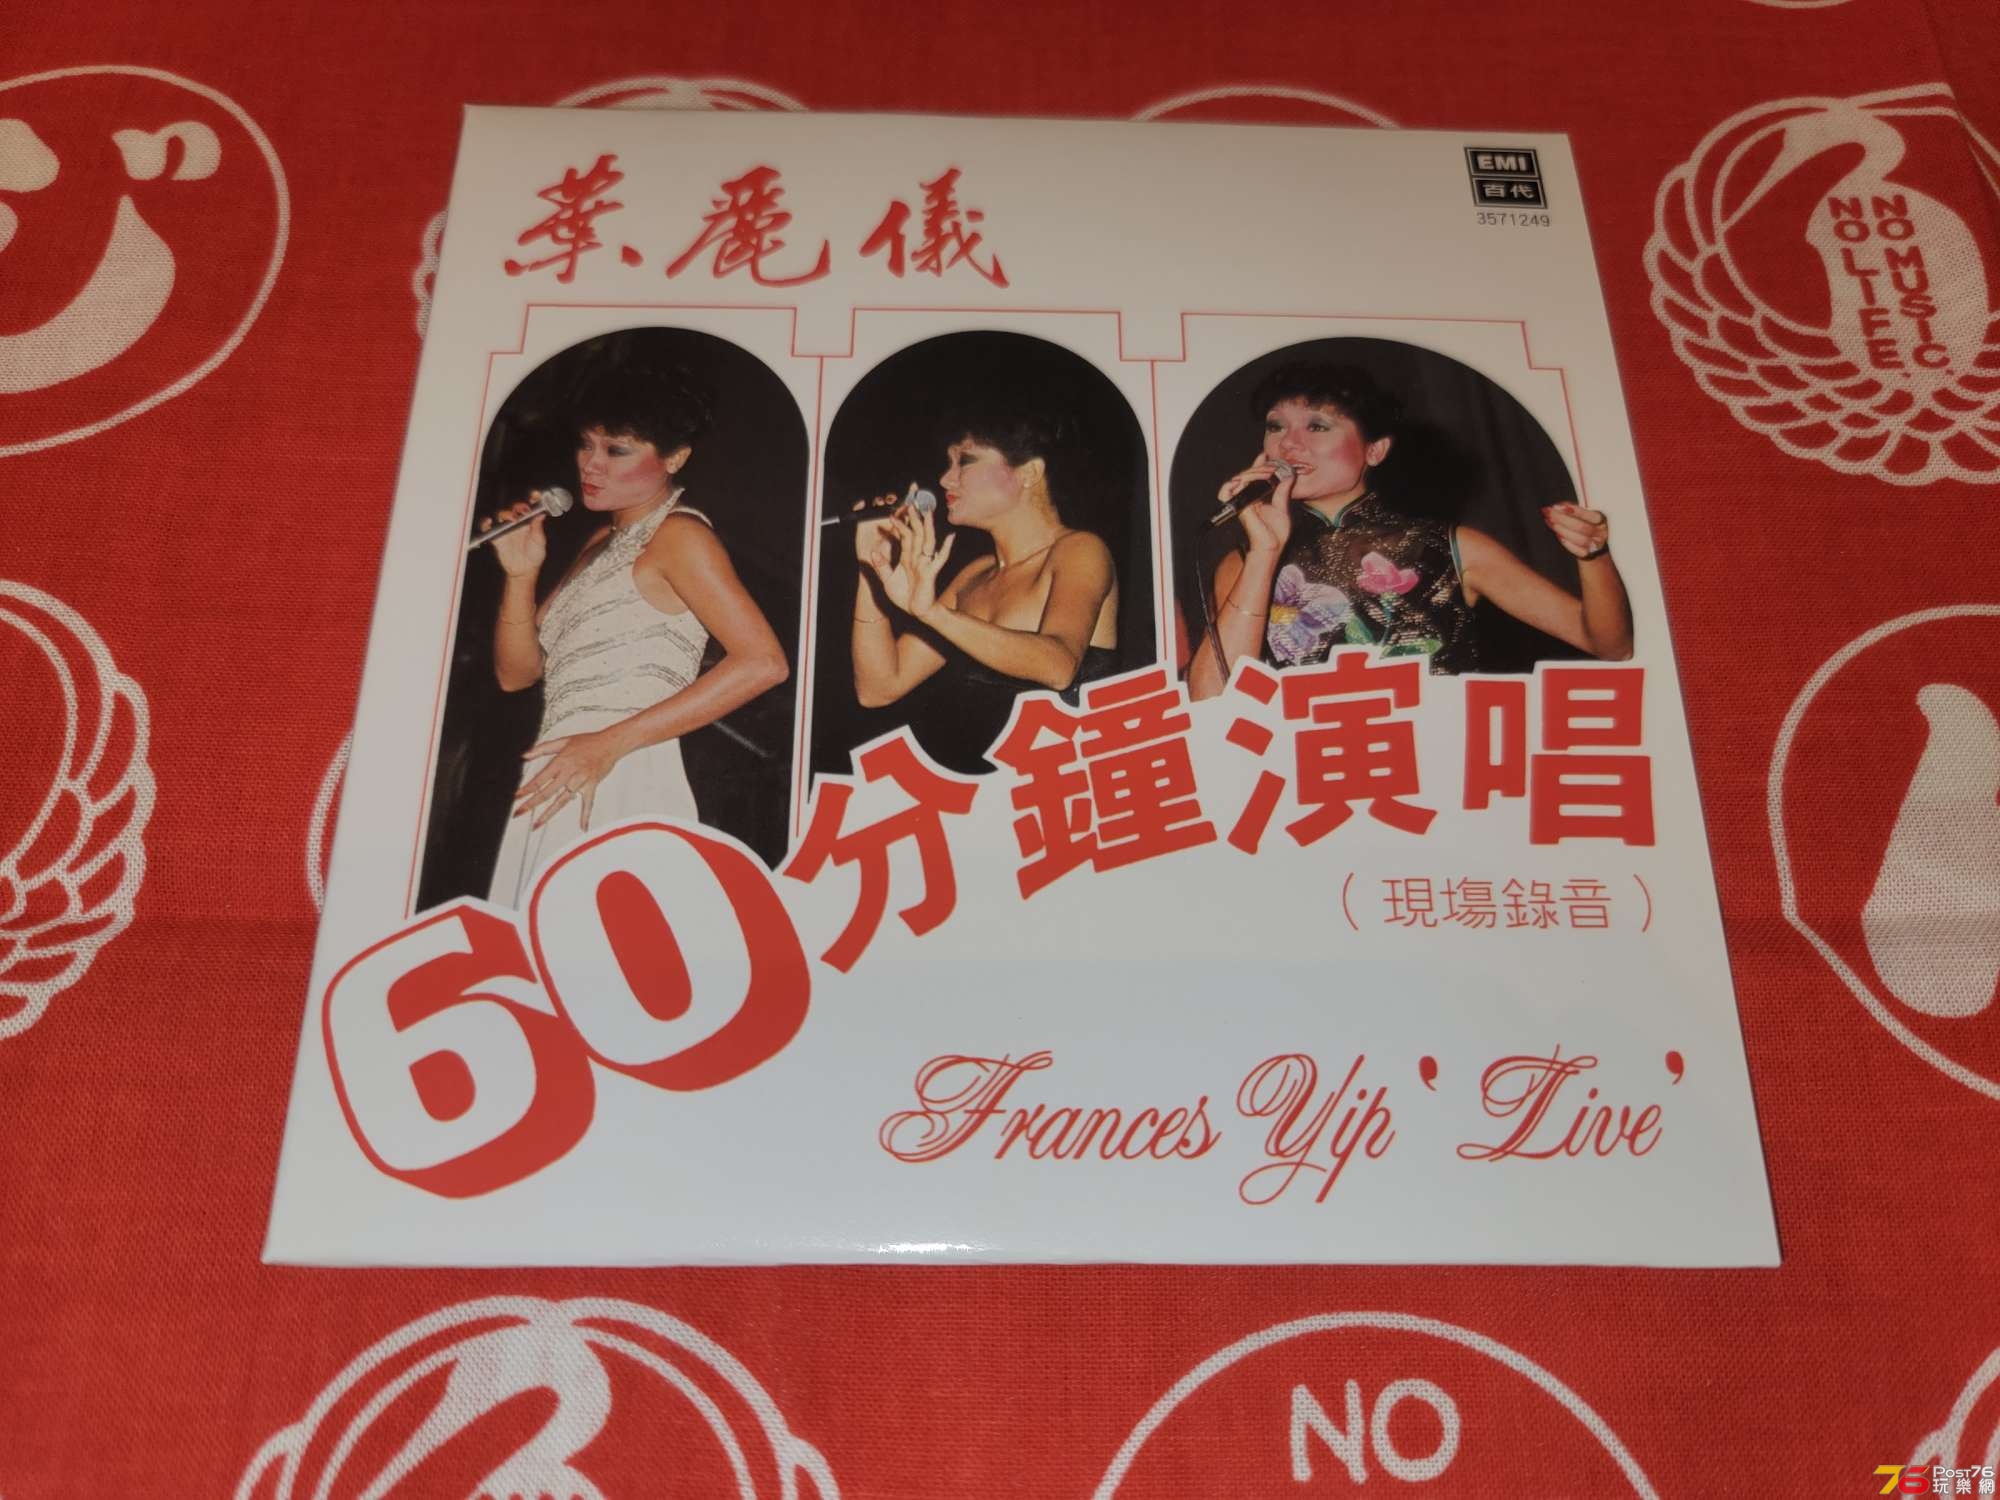 葉麗儀
EMI
百代
3571249
60分鐘演唱
（現場錄音）
Frances Yip 'Live'
NO MUSIC.
NO LIFE.
NO
Post76
玩樂網